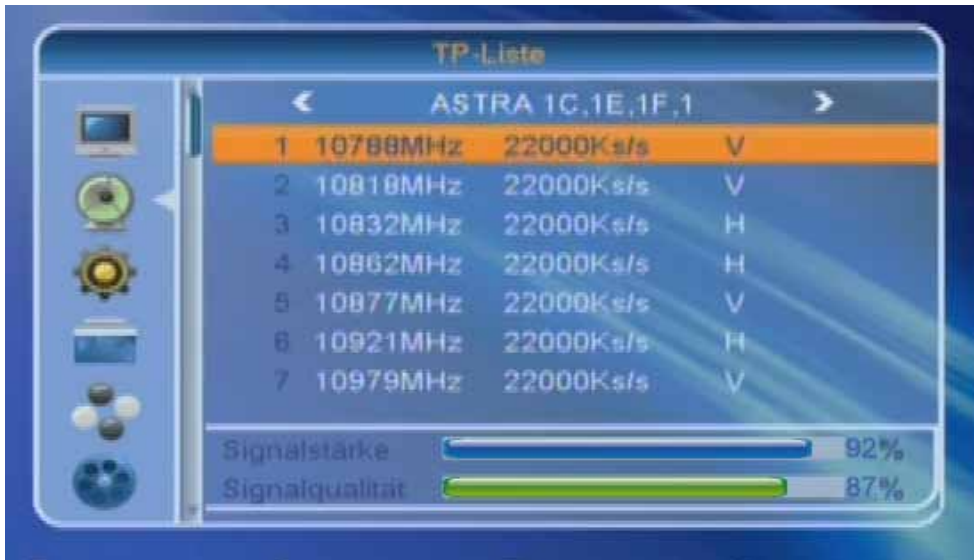 TP-Liste
ASTRA 1C,1E,1F,1
1 10788MHz 22000Ks/s V
2 10818MHz 22000Ks/s V
3 10832MHz 22000Ks/s H
4 10862MHz 22000Ks/s H
5 10877MHz 22000Ks/s V
6 10921MHz 22000Ks/s H
7 10979MHz 22000Ks/s V
Signalstärke 92%
Signalqualität 87%